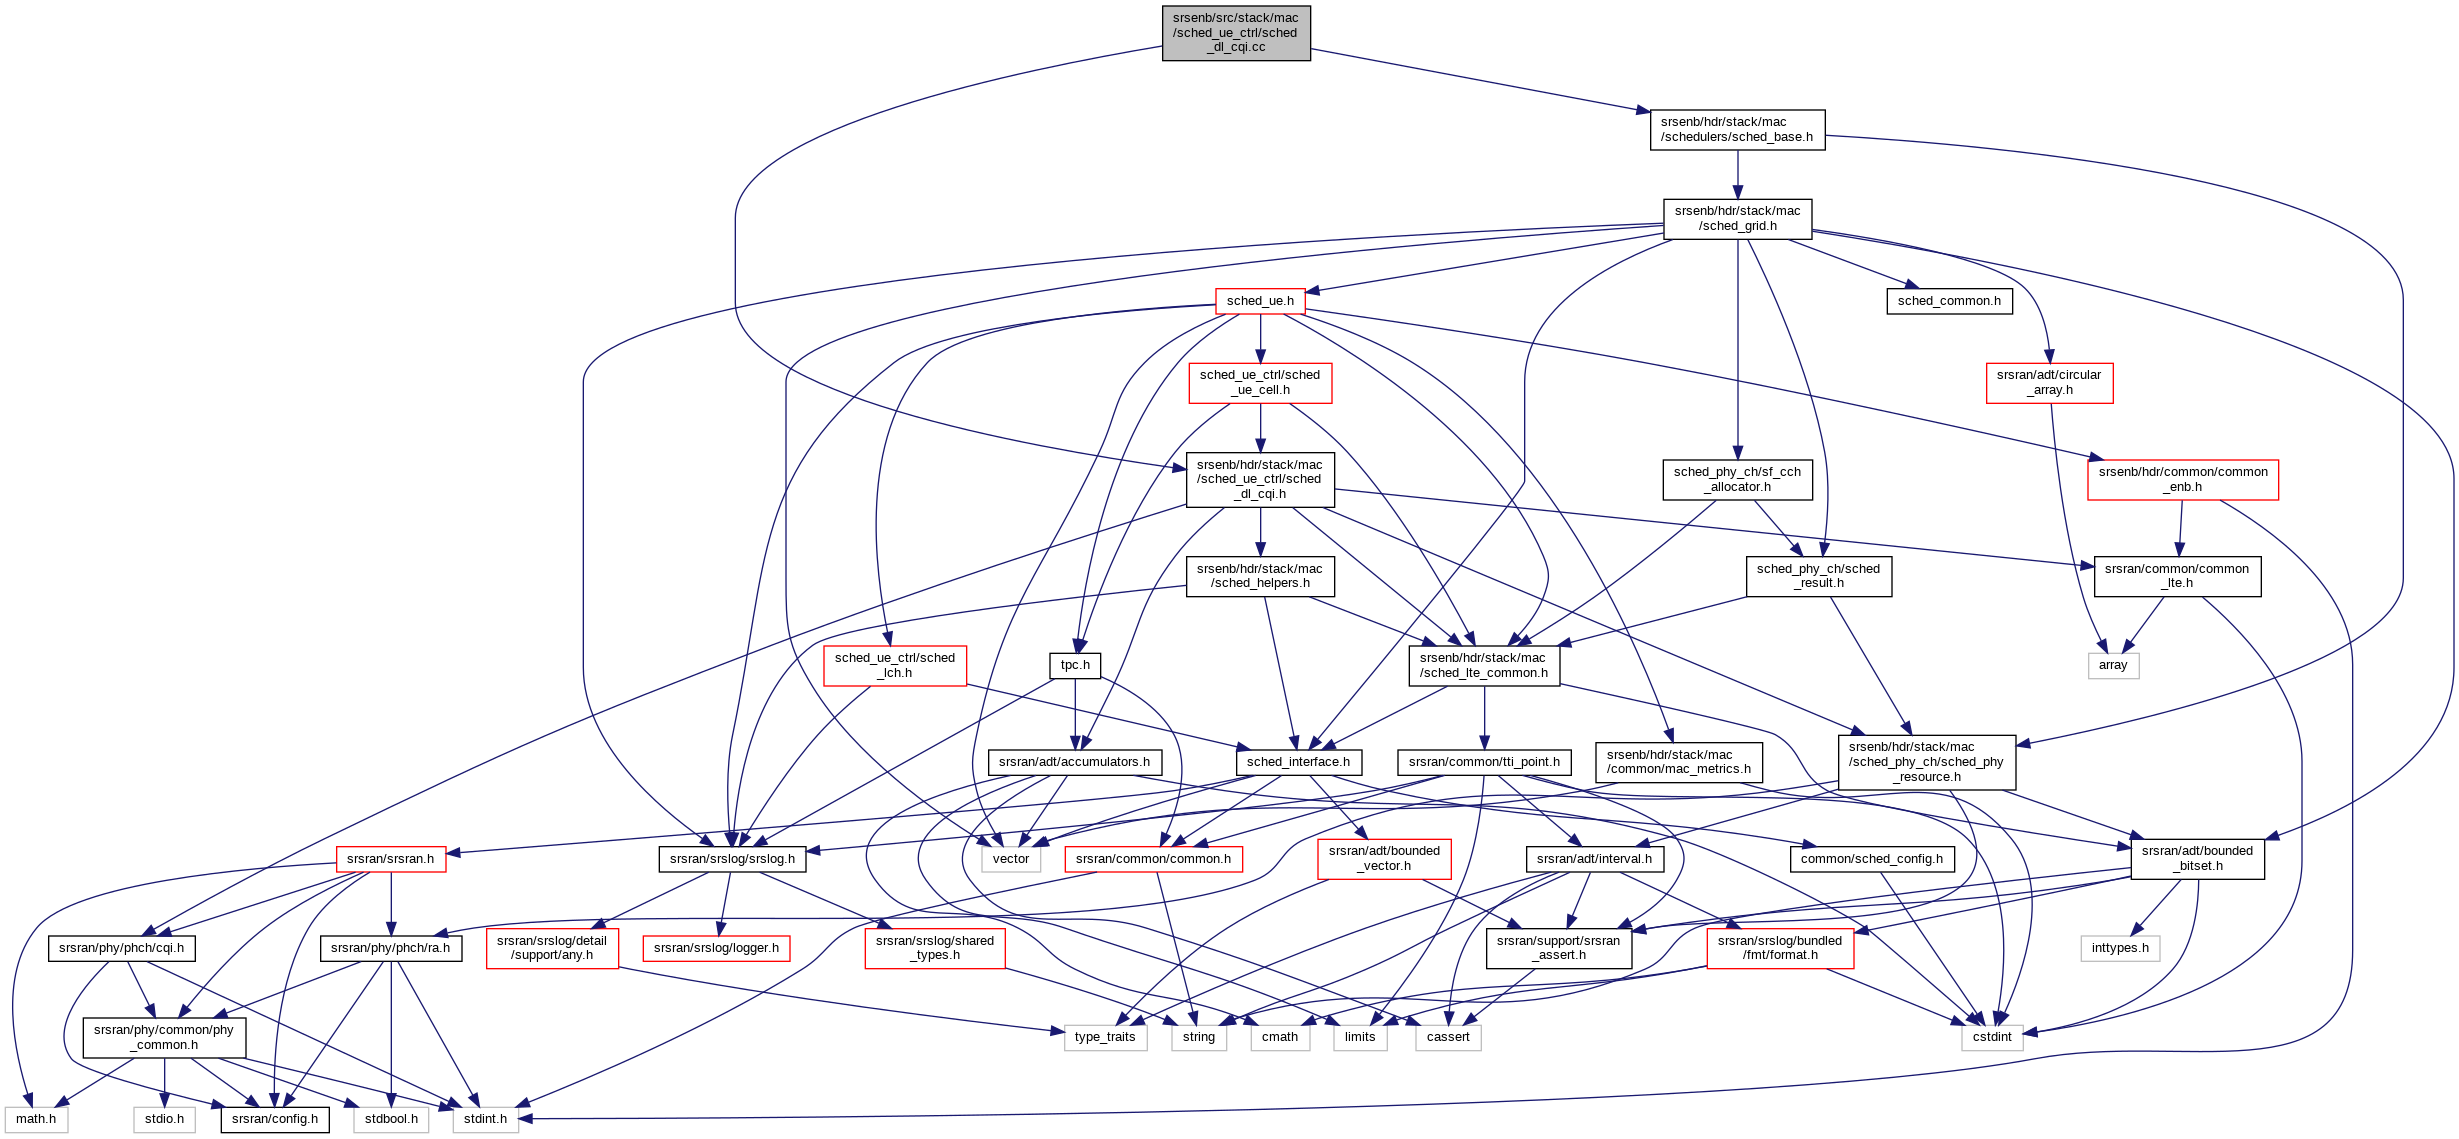 srsenb/src/stack/mac
/sched_ue_ctrl/sched
_dl_cqi.cc
srsenb/hdr/stack/mac
/schedulers/sched_base.h
srsenb/hdr/stack/mac
/sched_grid.h
sched_ue.h
sched_common.h
sched_ue_ctrl/sched
_ue_cell.h
srsran/adt/circular
_array.h
srsenb/hdr/stack/mac
/sched_ue_ctrl/sched
_dl_cqi.h
sched_phy_ch/sf_cch
_allocator.h
srsenb/hdr/common/common
_enb.h
srsenb/hdr/stack/mac
/sched_helpers.h
sched_phy_ch/sched
_result.h
srsran/common/common
_lte.h
sched_ue_ctrl/sched
_lch.h
tpc.h
srsenb/hdr/stack/mac
/sched_lte_common.h
array
srsran/adt/accumulators.h
sched_interface.h
srsran/common/tti_point.h
srsenb/hdr/stack/mac
/common/mac_metrics.h
srsenb/hdr/stack/mac
/sched_phy_ch/sched_phy
_resource.h
srsran/srsran.h
srsran/srslog/srslog.h
vector
srsran/common/common.h
srsran/adt/bounded
_vector.h
srsran/adt/interval.h
common/sched_config.h
srsran/adt/bounded
_bitset.h
srsran/phy/phch/cqi.h
srsran/phy/phch/ra.h
srsran/srslog/detail
/support/any.h
srsran/srslog/logger.h
srsran/srslog/shared
_types.h
srsran/support/srsran
_assert.h
srsran/srslog/bundled
/fmt/format.h
inttypes.h
srsran/phy/common/phy
_common.h
type_traits
string
cmath
limits
cassert
cstdint
math.h
stdio.h
srsran/config.h
stdbool.h
stdint.h